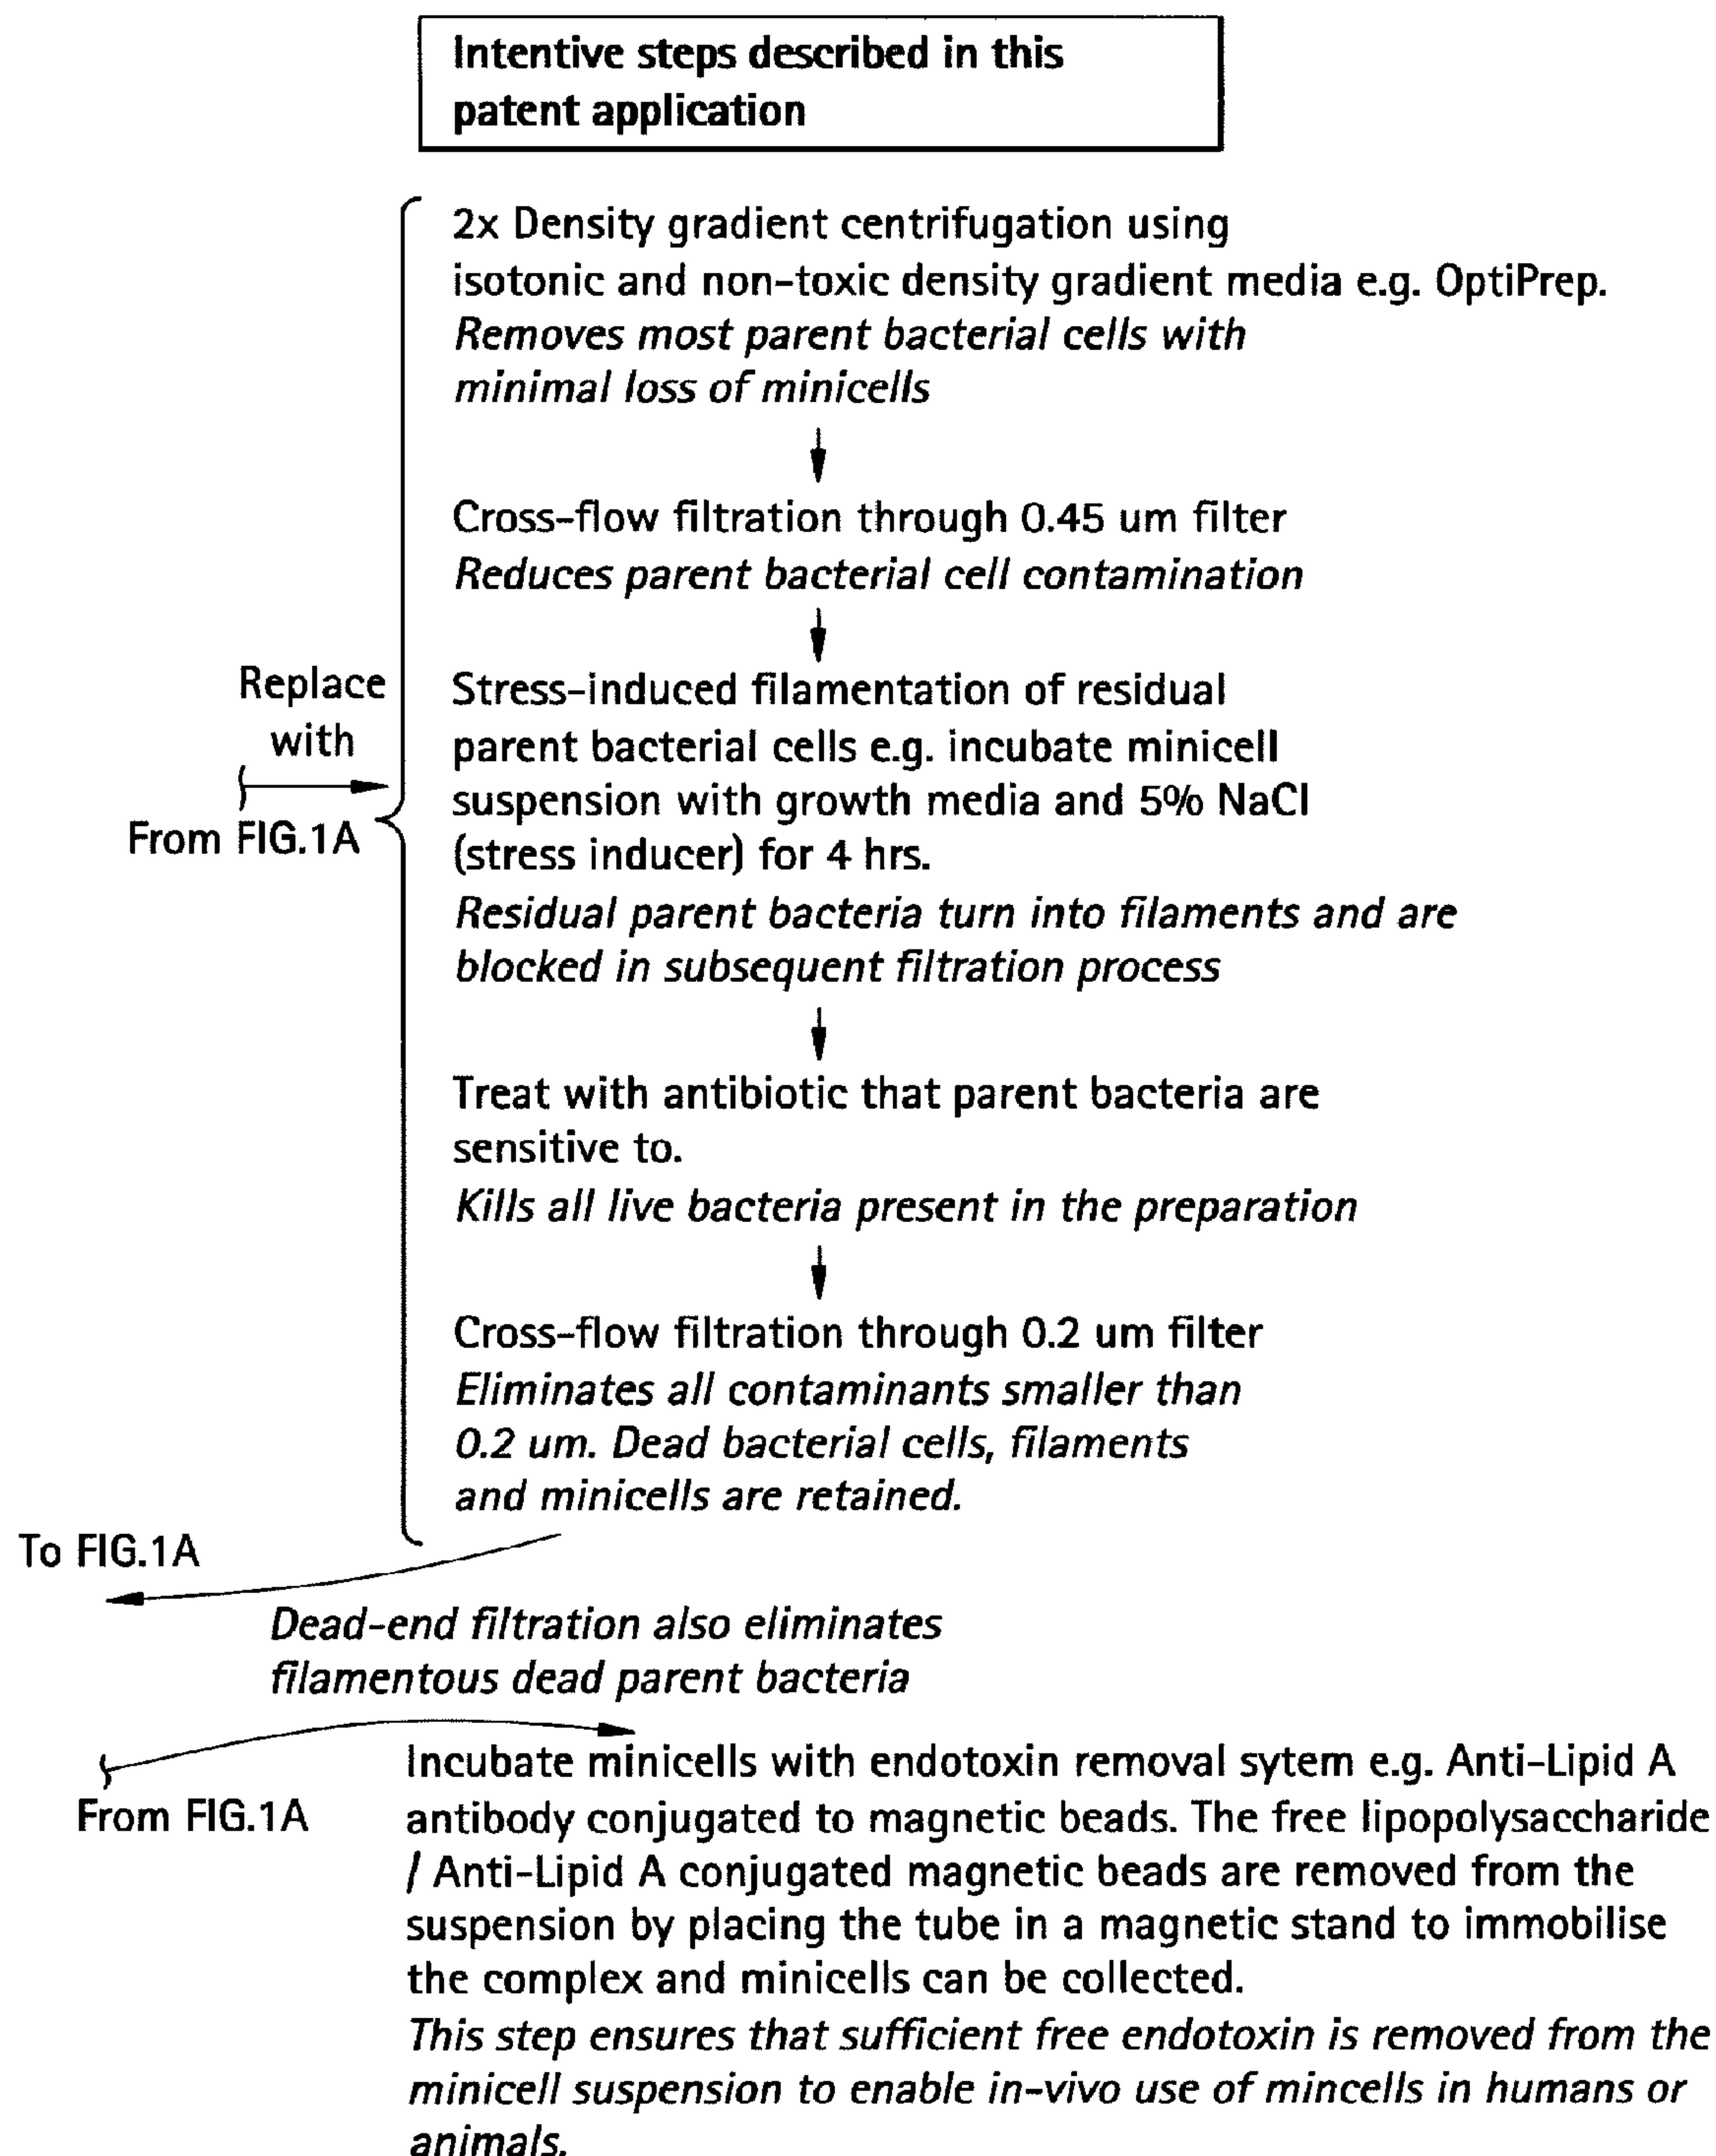 Intentive steps described in this
patent application
2x Density gradient centrifugation using
isotonic and non-toxic density gradient media e.g. OptiPrep.
Removes most parent bacterial cells with
minimal loss of minicells
Cross-flow filtration through 0.45 um filter
Reduces parent bacterial cell contamination
Replace
with
From FIG.1A
Stress-induced filamentation of residual
parent bacterial cells e.g. incubate minicell
suspension with growth media and 5% NaCl
(stress inducer) for 4 hrs.
Residual parent bacteria turn into filaments and are
blocked in subsequent filtration process
Treat with antibiotic that parent bacteria are
sensitive to.
Kills all live bacteria present in the preparation
Cross-flow filtration through 0.2 um filter
Eliminates all contaminants smaller than
0.2 um. Dead bacterial cells, filaments
and minicells are retained.
To FIG.1A
Dead-end filtration also eliminates
filamentous dead parent bacteria
From FIG.1A
Incubate minicells with endotoxin removal sytem e.g. Anti-Lipid A
antibody conjugated to magnetic beads. The free lipopolysaccharide
/ Anti-Lipid A conjugated magnetic beads are removed from the
suspension by placing the tube in a magnetic stand to immobilise
the complex and minicells can be collected.
This step ensures that sufficient free endotoxin is removed from the
minicell suspension to enable in-vivo use of mincells in humans or
animals.